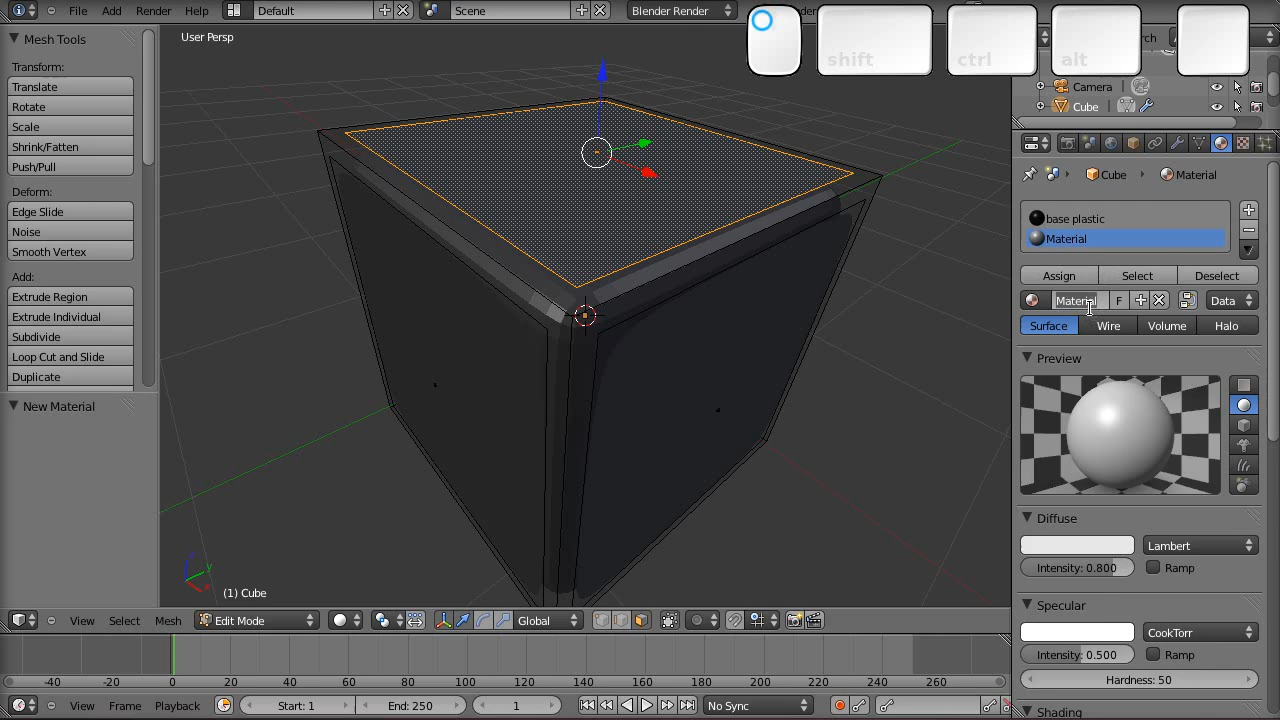 File Add Render Help Default Scene Blender Render
shift ctrl alt
Mesh Tools
User Persp
Transform:
Translate
Rotate
Scale
Shrink/Fatten
Push/Pull
Deform:
Edge Slide
Noise
Smooth Vertex
Add:
Extrude Region
Extrude Individual
Subdivide
Loop Cut and Slide
Duplicate
New Material
(1) Cube
Camera
Cube
Cube Material
base plastic
Material
Assign Select Deselect
Material F Data
Surface Wire Volume Halo
Preview
Diffuse
Lambert
Intensity: 0.800 Ramp
Specular
CookTorr
Intensity: 0.500 Ramp
Hardness: 50
Shading
View Select Mesh Edit Mode Global
-40 -20 0 20 40 60 80 100 120 140 160 180 200 220 240 260
View Frame Playback Start: 1 End: 250 1 No Sync